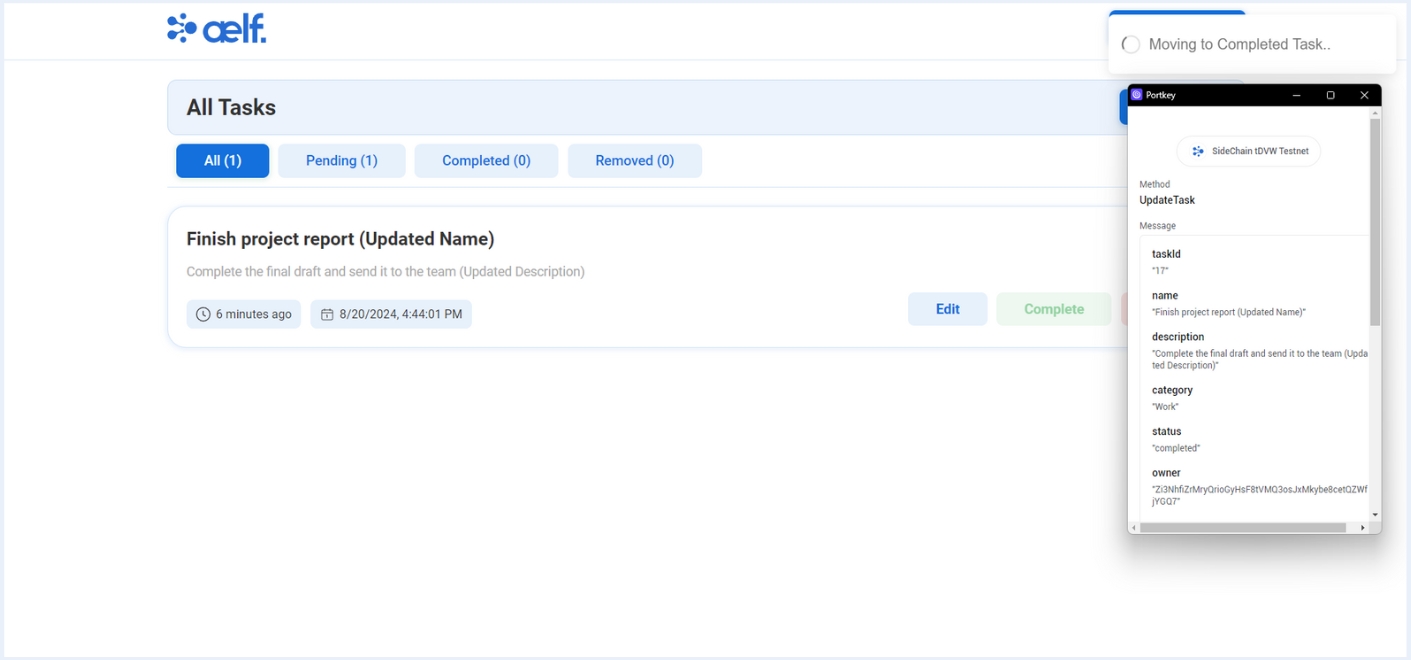 aelf.
Moving to Completed Task..
All Tasks
All (1)
Pending (1)
Completed (0)
Removed (0)
Finish project report (Updated Name)
Complete the final draft and send it to the team (Updated Description)
6 minutes ago
8/20/2024, 4:44:01 PM
Edit
Complete
Portkey
SideChain tDVW Testnet
Method
UpdateTask
Message
taskId
"17"
name
"Finish project report (Updated Name)"
description
"Complete the final draft and send it to the team (Upda
ted Description)"
category
"Work"
status
"completed"
owner
"Zi3NhfiZrMryQrioGyHsF8tVMQ3osJxMkybe8cetQZWf
jYGQ7"